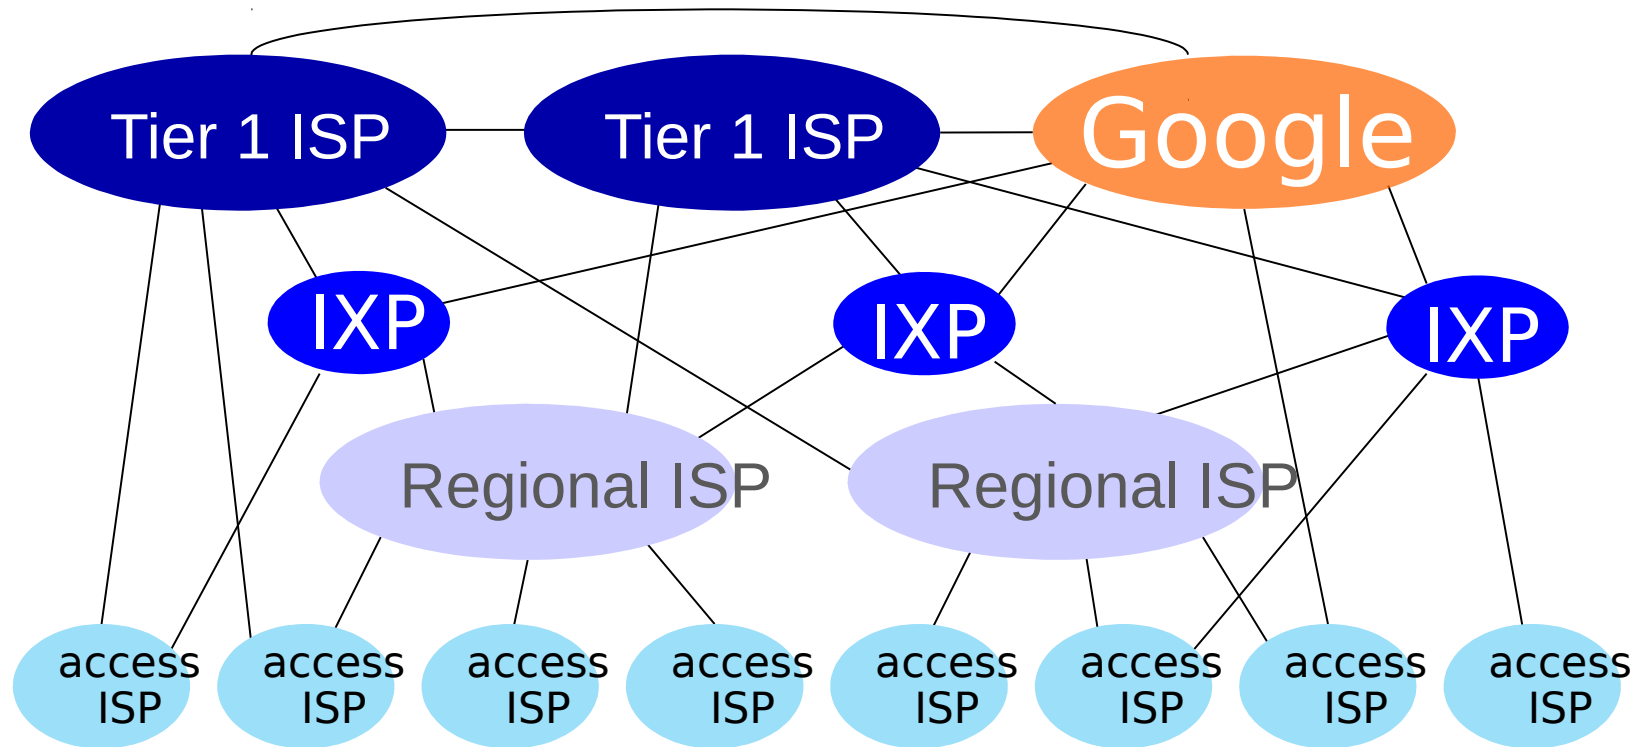 Tier 1 ISP
Tier 1 ISP
Google
IXP
IXP
IXP
Regional ISP
Regional ISP
access
ISP
access
ISP
access
ISP
access
ISP
access
ISP
access
ISP
access
ISP
access
ISP